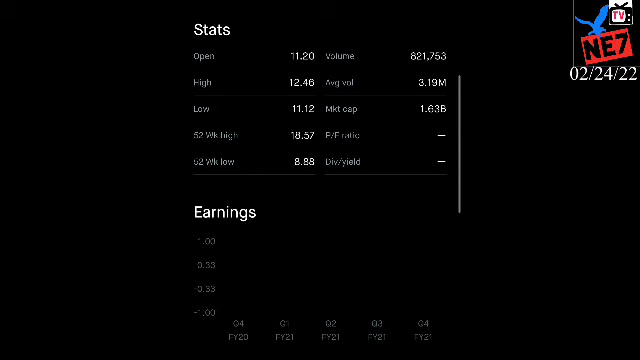 TV
NE7
02/24/22
Stats
Open 11.20 Volume 821,753
High 12.46 Avg vol 3.19M
Low 11.12 Mkt cap 1.63B
52 Wk high 18.57 P/E ratio —
52 Wk low 8.88 Div/yield —
Earnings
1.00
0.33
-0.33
-1.00
Q4 Q1 Q2 Q3 Q4
FY20 FY21 FY21 FY21 FY21